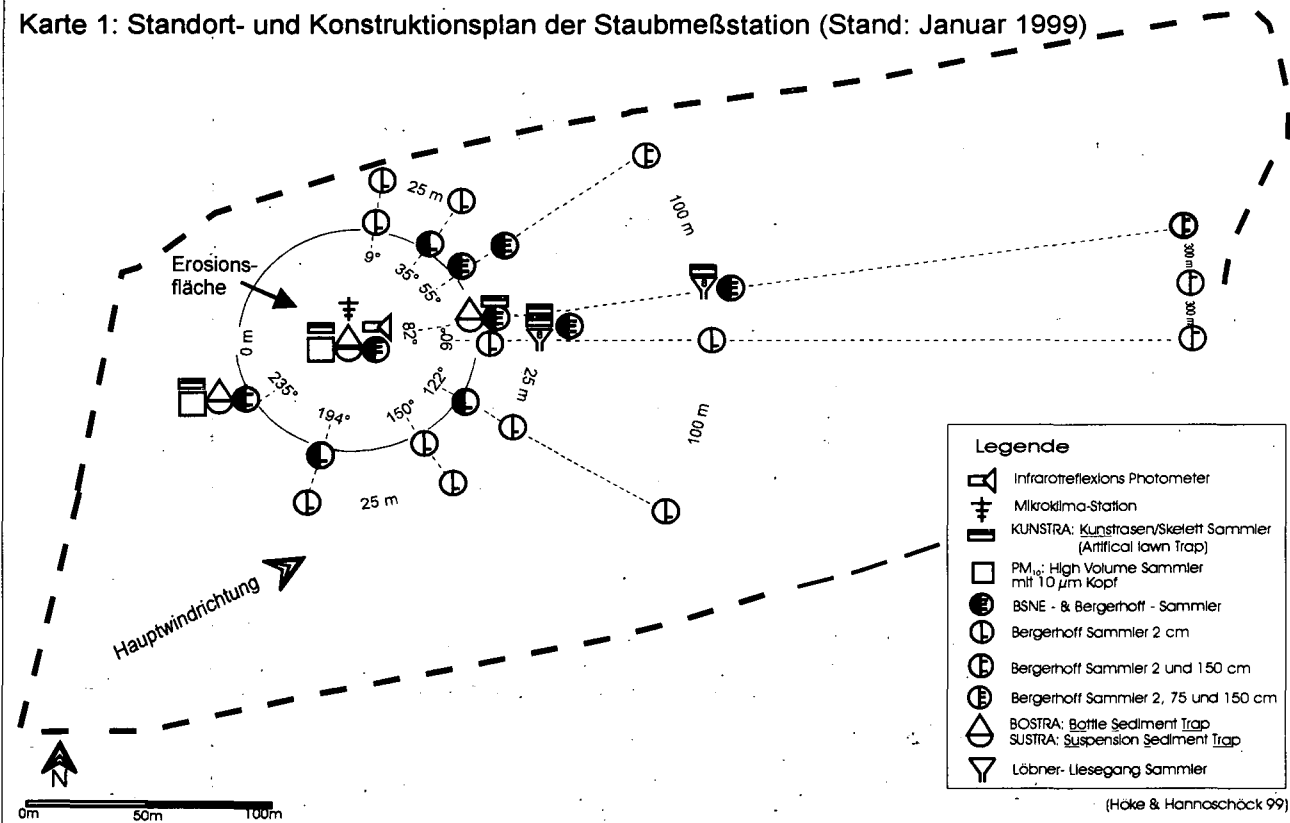 Karte 1: Standort- und Konstruktionsplan der Staubmeßstation (Stand: Januar 1999)
25 m
100 m
9°
35°
55°
Erosions-
fläche
82°
90°
0 m
235°
122°
194°
150°
25 m
25 m
100 m
300 m
300 m
8
8
Hauptwindrichtung
N
0m
50m
100m
Legende
Infrarotreflexions Photometer
Mikroklima-Station
KUNSTRA: Kunstrasen/Skelett Sammler
(Artifical lawn Trap)
PM₁₀: High Volume Sammler
mit 10 µm Kopf
BSNE - & Bergerhoff - Sammler
Bergerhoff Sammler 2 cm
Bergerhoff Sammler 2 und 150 cm
Bergerhoff Sammler 2, 75 und 150 cm
BOSTRA: Bottle Sediment Trap
SUSTRA: Suspension Sediment Trap
Löbner- Liesegang Sammler
(Höke & Hannoschöck 99)